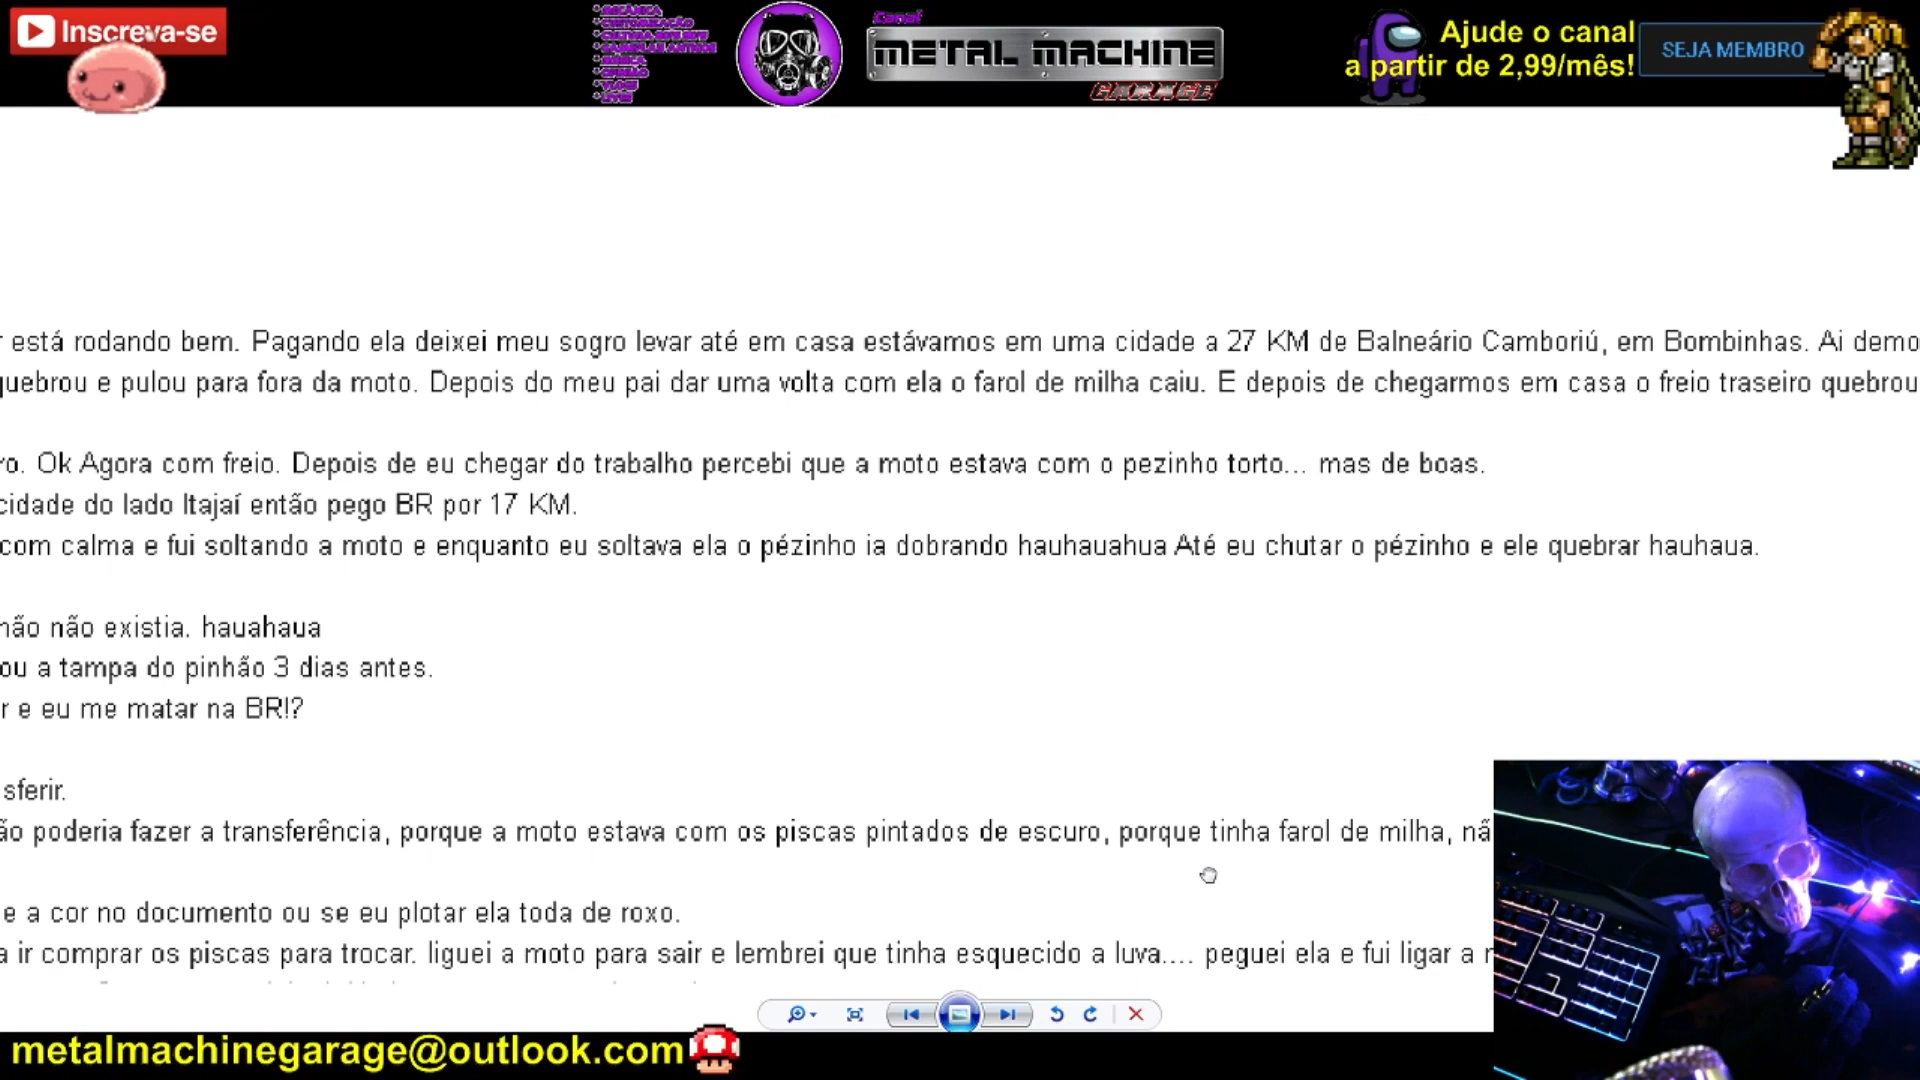 Inscreva-se
MECÂNICA
CUSTOMIZAÇÃO
VLOGS
LIVES
Canal
METAL MACHINE
GARAGE
Ajude o canal
a partir de 2,99/mês!
SEJA MEMBRO
r está rodando bem. Pagando ela deixei meu sogro levar até em casa estávamos em uma cidade a 27 KM de Balneário Camboriú, em Bombinhas. Ai demo
quebrou e pulou para fora da moto. Depois do meu pai dar uma volta com ela o farol de milha caiu. E depois de chegarmos em casa o freio traseiro quebrou
ro. Ok Agora com freio. Depois de eu chegar do trabalho percebi que a moto estava com o pezinho torto... mas de boas.
cidade do lado Itajaí então pego BR por 17 KM.
com calma e fui soltando a moto e enquanto eu soltava ela o pézinho ia dobrando hauhauahua Até eu chutar o pézinho e ele quebrar hauhaua.
hão não existia. hauahaua
ou a tampa do pinhão 3 dias antes.
r e eu me matar na BR!?
sferir.
ão poderia fazer a transferência, porque a moto estava com os piscas pintados de escuro, porque tinha farol de milha, nã
e a cor no documento ou se eu plotar ela toda de roxo.
a ir comprar os piscas para trocar. liguei a moto para sair e lembrei que tinha esquecido a luva.... peguei ela e fui ligar a
metalmachinegarage@outlook.com